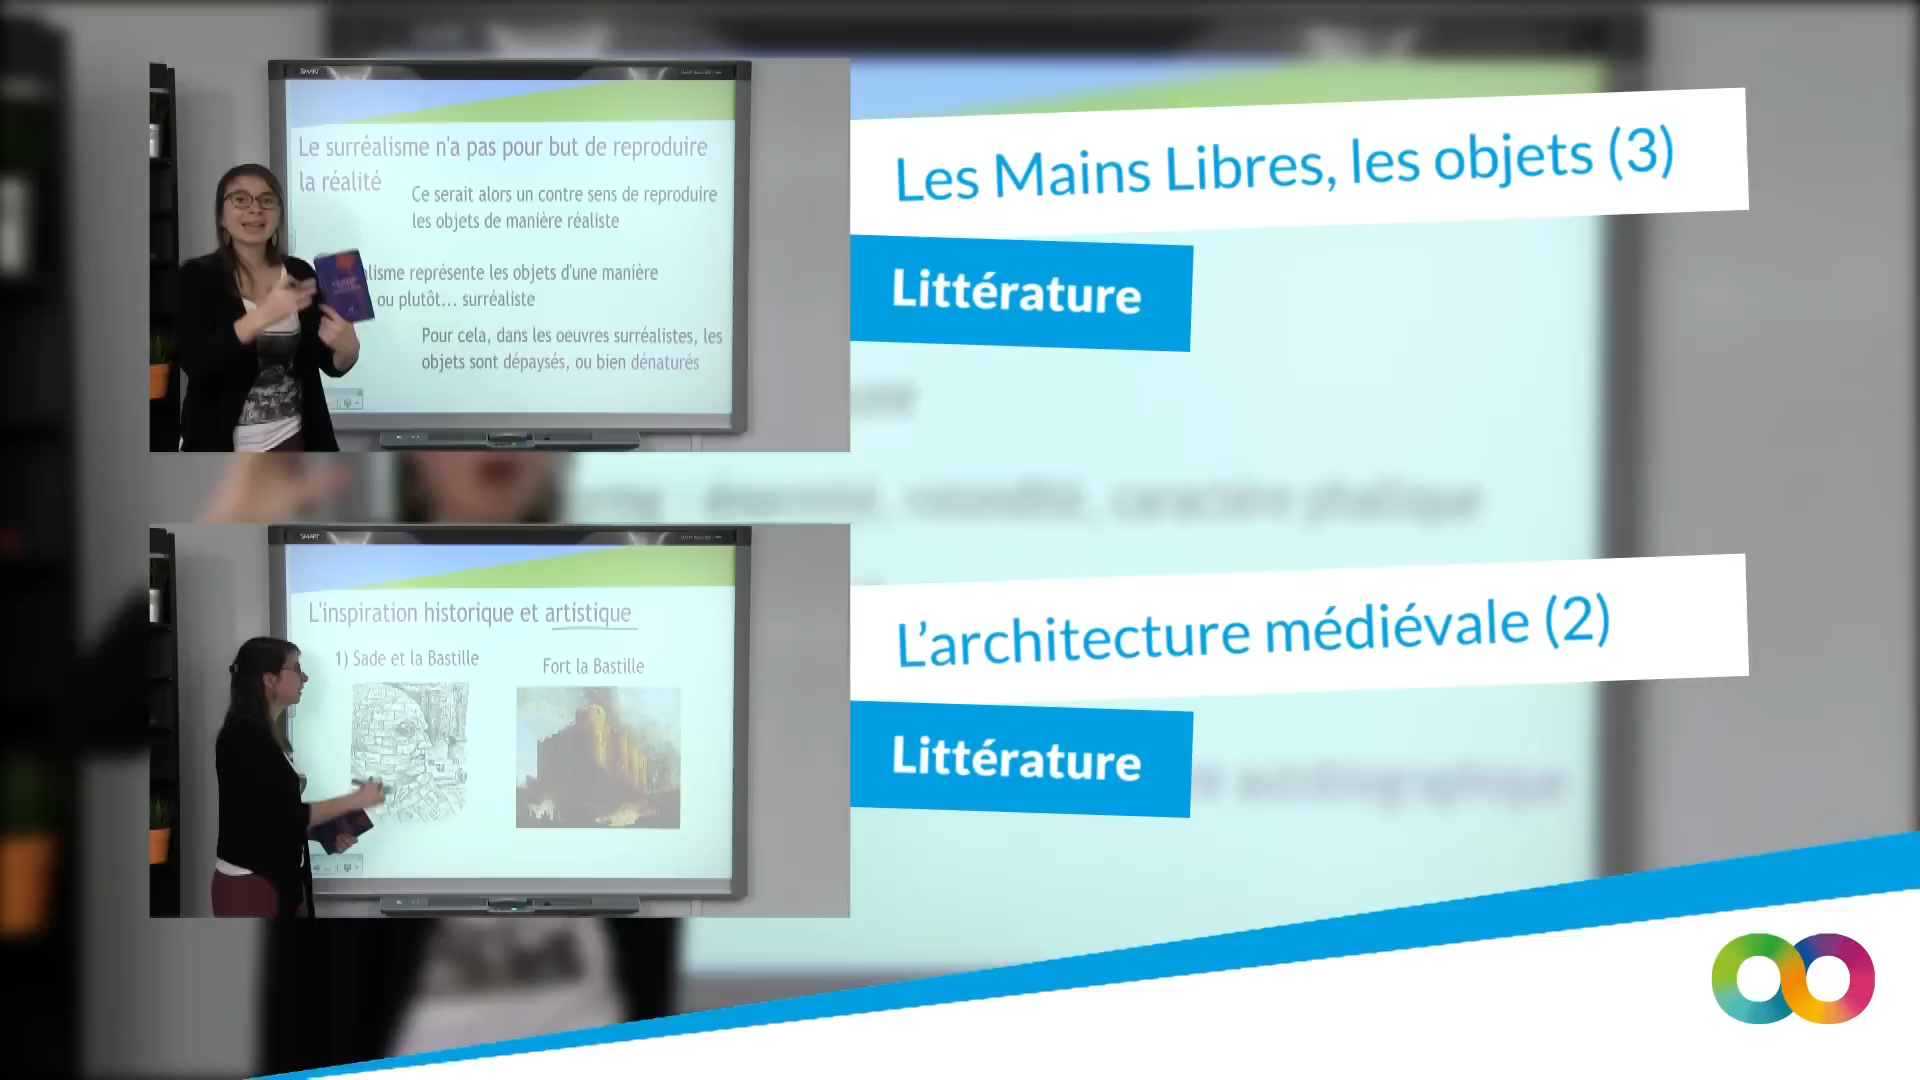 SMART
Le surréalisme n'a pas pour but de reproduire
la réalité
Ce serait alors un contre sens de reproduire
les objets de manière réaliste
lisme représente les objets d'une manière
ou plutôt... surréaliste
Pour cela, dans les oeuvres surréalistes, les
objets sont dépaysés, ou bien dénaturés
Les Mains Libres, les objets (3)
Littérature
SMART
L'inspiration historique et artistique
1) Sade et la Bastille
Fort la Bastille
L’architecture médiévale (2)
Littérature